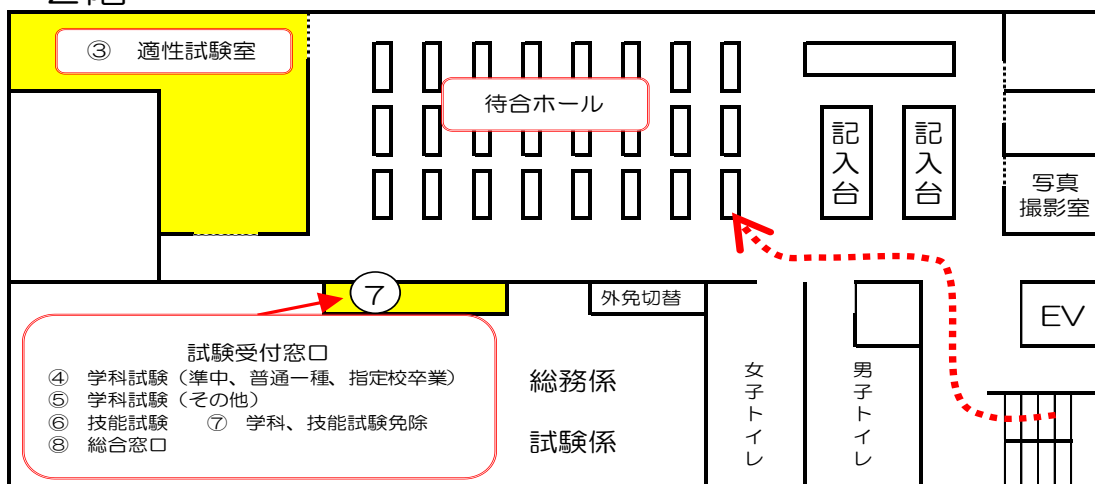 ③ 適性試験室
待合ホール
記入台
記入台
写真
撮影室
⑦
外免切替
EV
試験受付窓口
④ 学科試験（準中、普通一種、指定校卒業）
⑤ 学科試験（その他）
⑥ 技能試験 ⑦ 学科、技能試験免除
⑧ 総合窓口
総務係
試験係
女子トイレ
男子トイレ